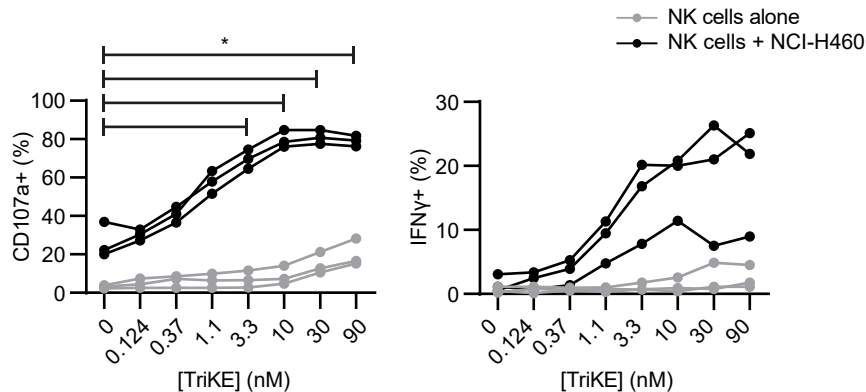 NK cells alone
NK cells + NCI-H460
*
CD107a+ (%)
100
80
60
40
20
0
0 0.124 0.37 1.1 3.3 10 30 90
[TriKE] (nM)
IFNγ+ (%)
30
20
10
0
0 0.124 0.37 1.1 3.3 10 30 90
[TriKE] (nM)